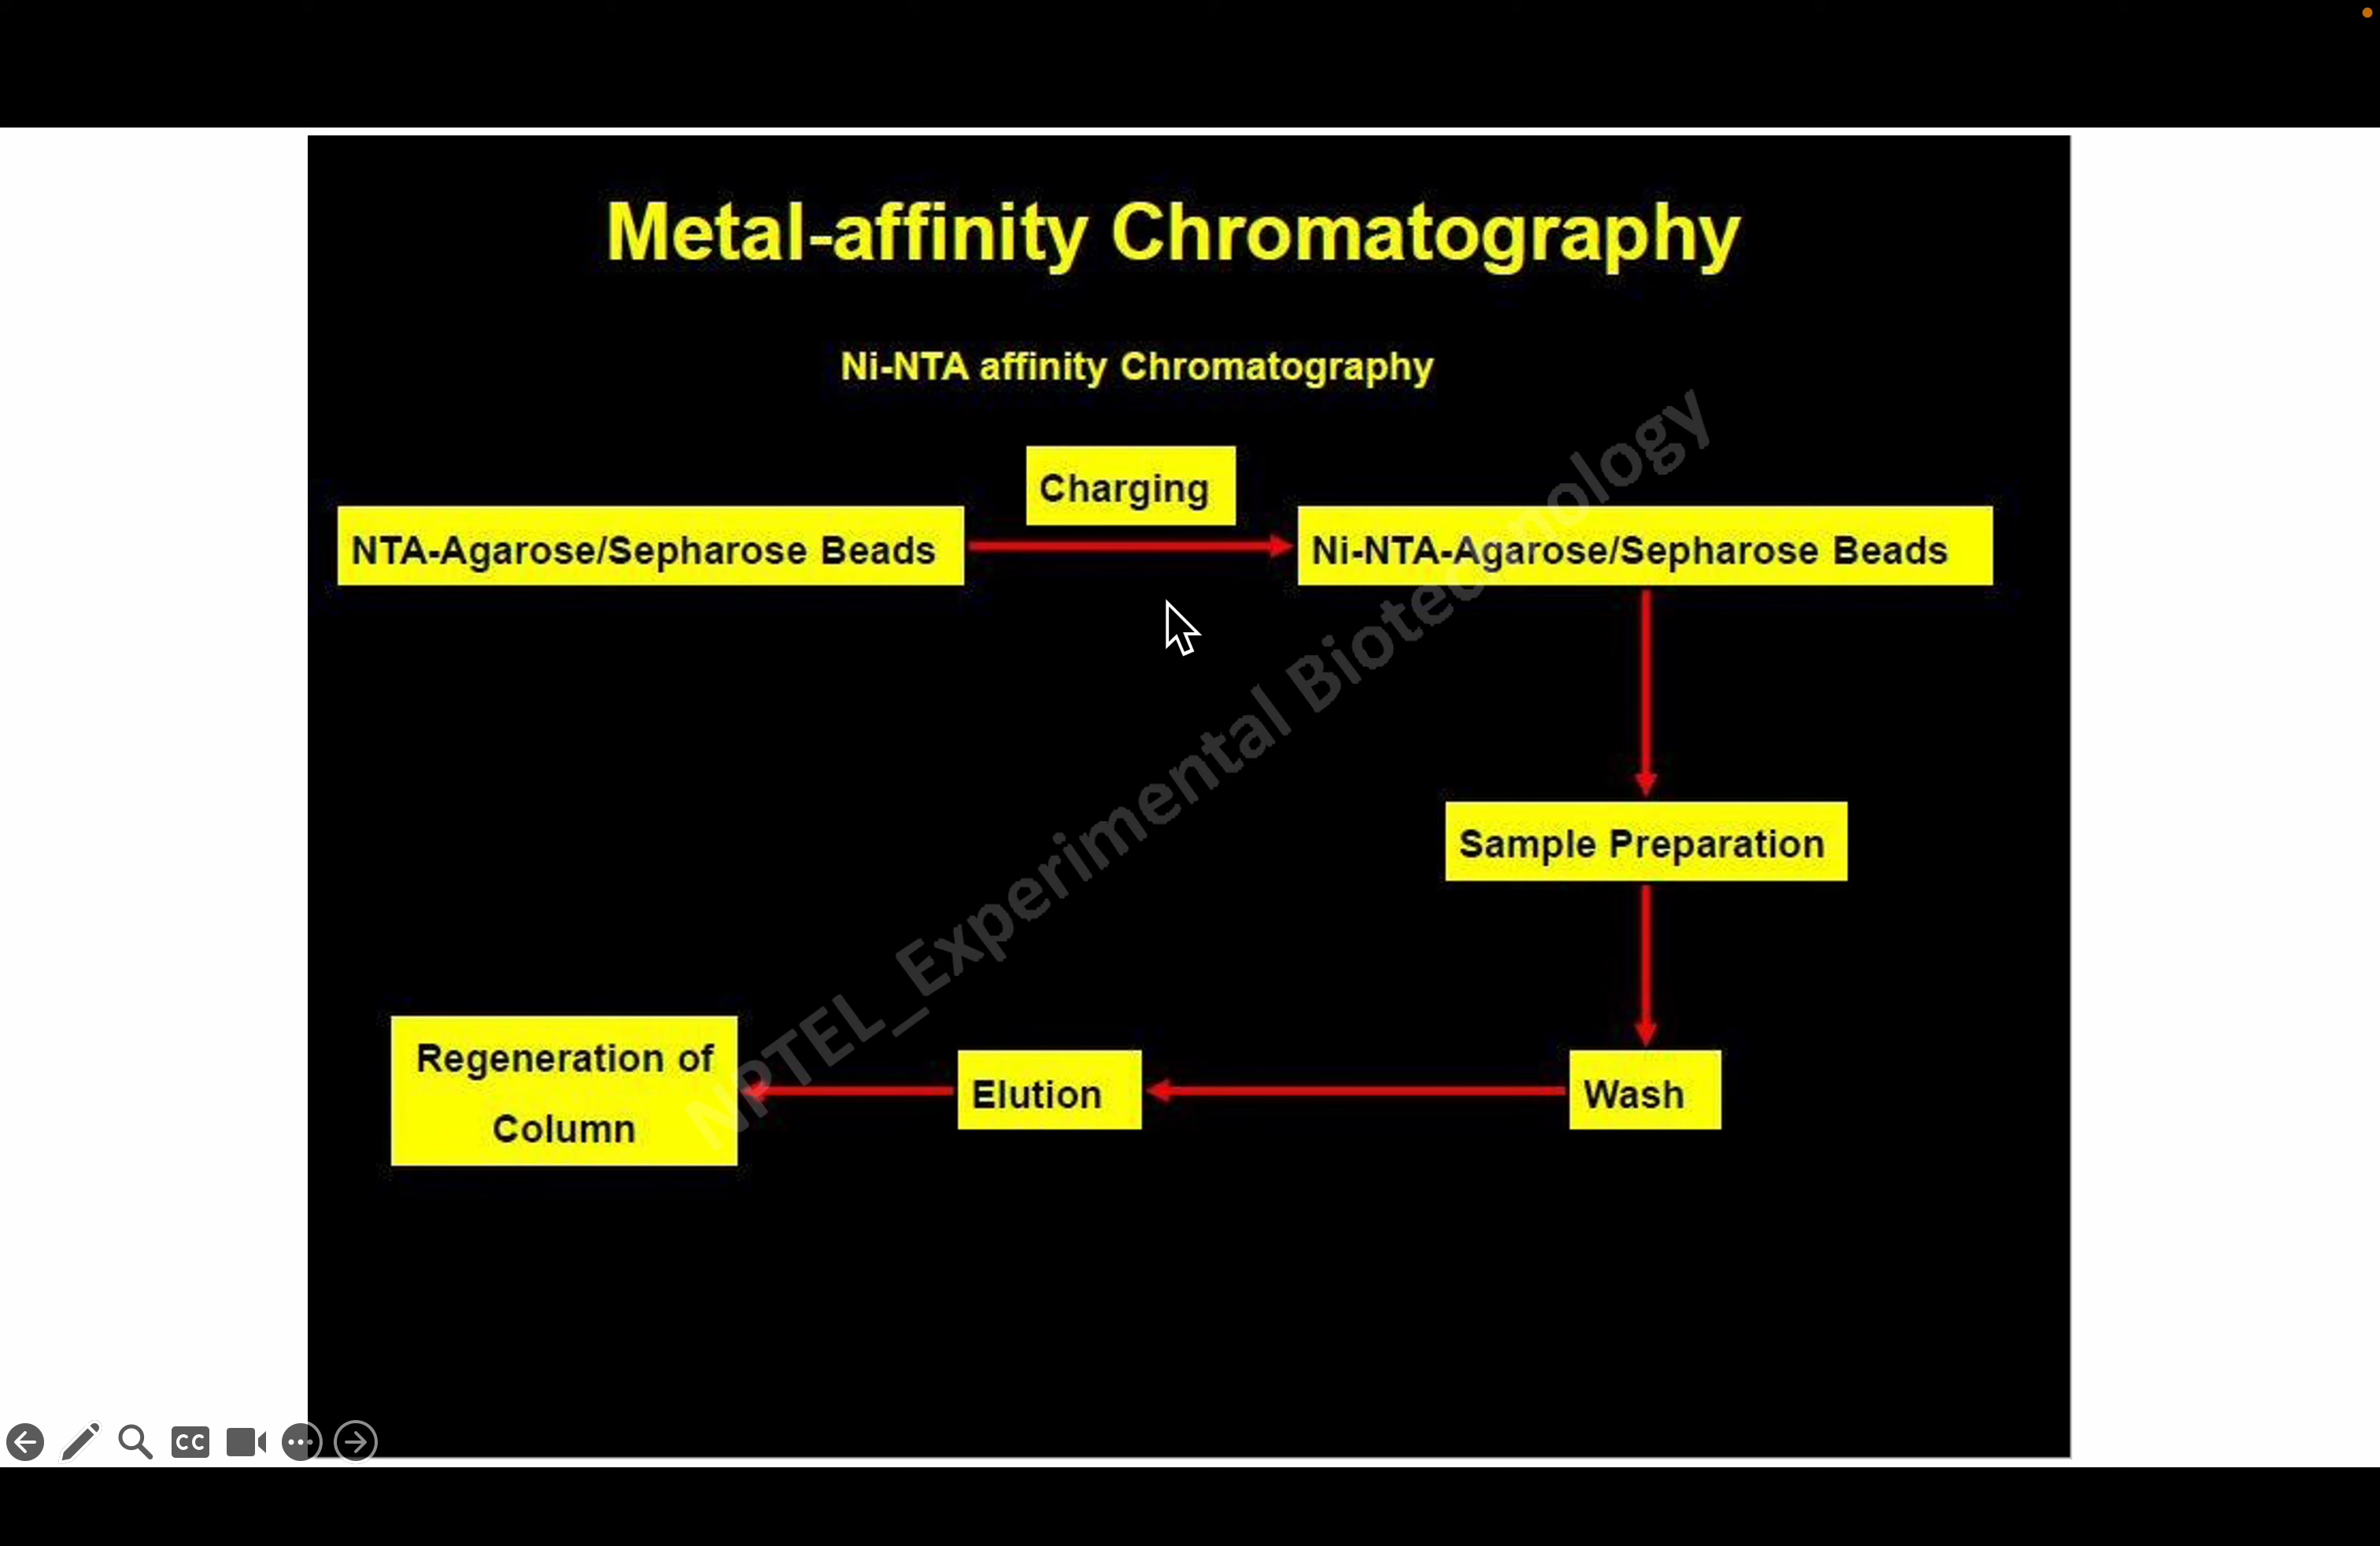 Metal-affinity Chromatography
Ni-NTA affinity Chromatography
Charging
NTA-Agarose/Sepharose Beads
Ni-NTA-Agarose/Sepharose Beads
Sample Preparation
Wash
Elution
Regeneration of
Column
NPTEL_Experimental Biotechnology
CC